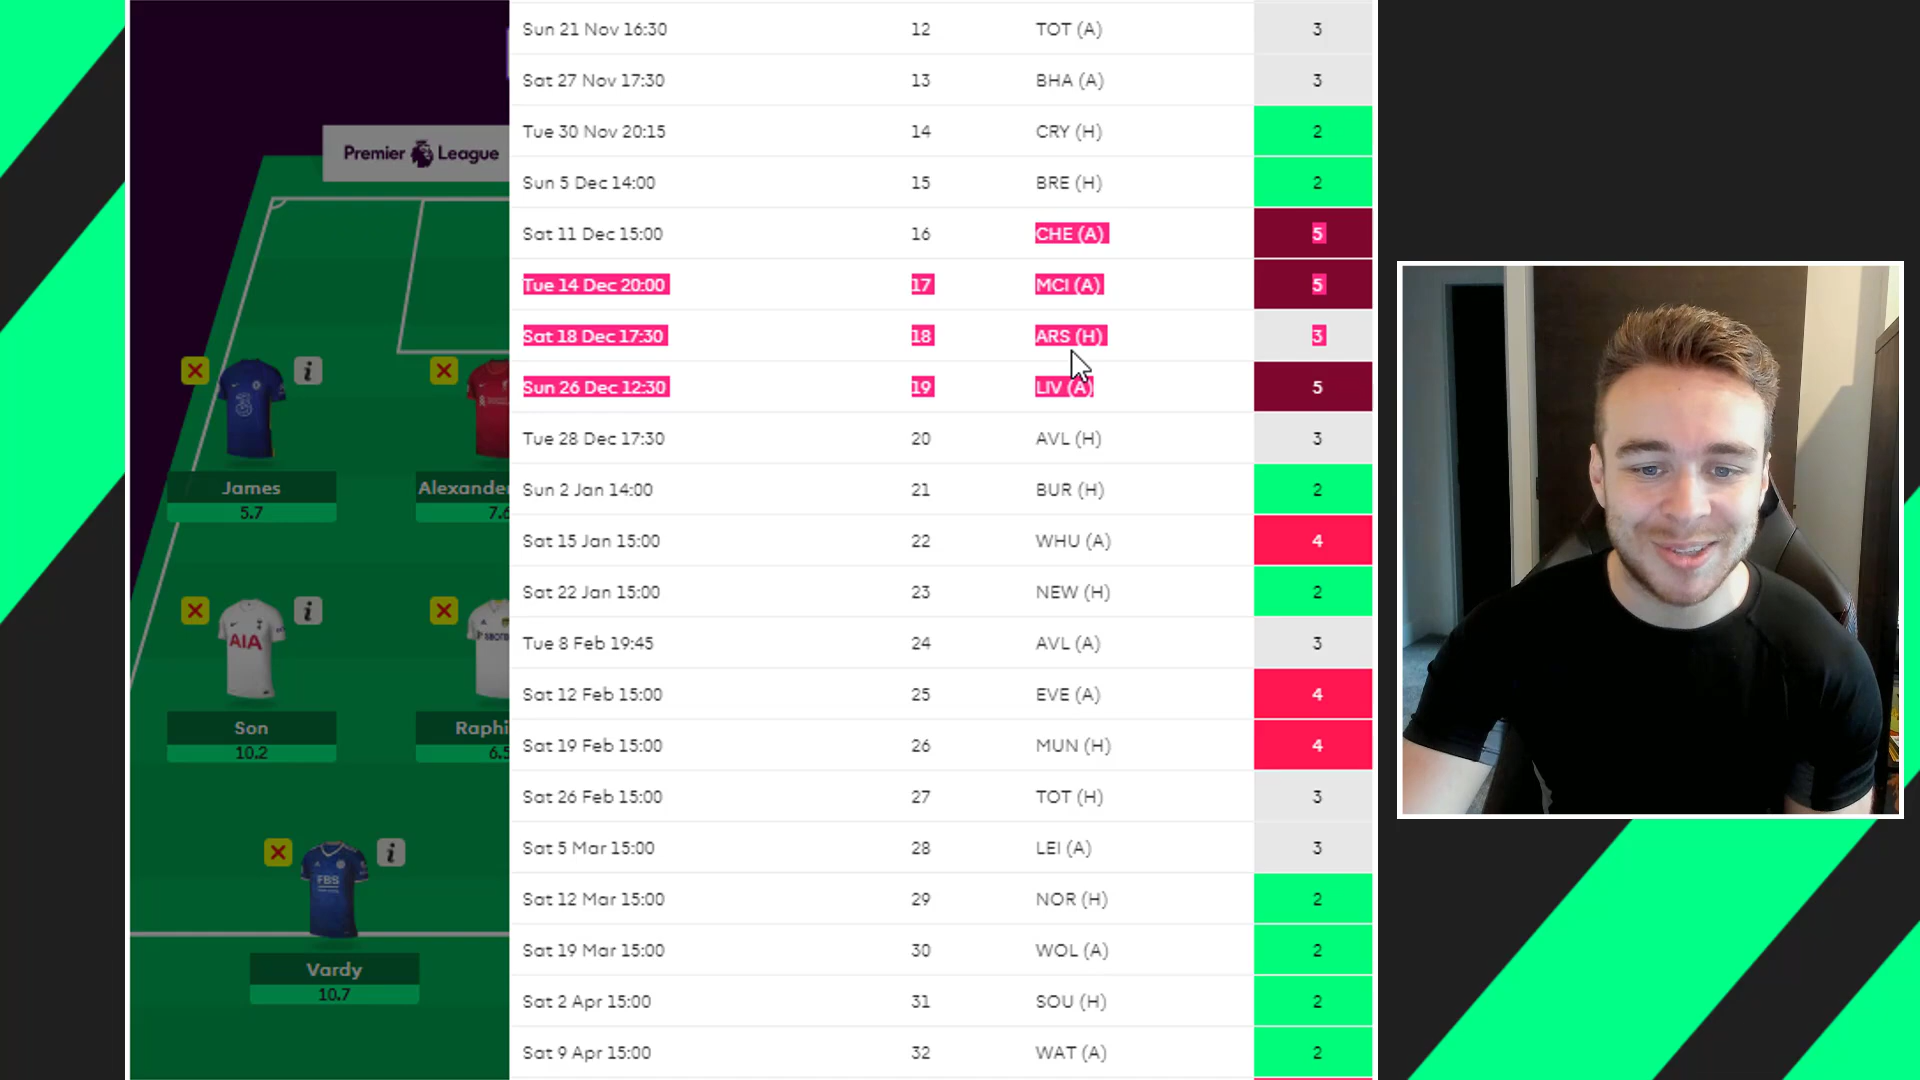 Premier League
James
5.7
Alexande
7.6
AIA
Son
10.2
Raphi
6.5
FBS
Vardy
10.7
Sun 21 Nov 16:30 12 TOT (A) 3
Sat 27 Nov 17:30 13 BHA (A) 3
Tue 30 Nov 20:15 14 CRY (H) 2
Sun 5 Dec 14:00 15 BRE (H) 2
Sat 11 Dec 15:00 16 CHE (A) 5
Tue 14 Dec 20:00 17 MCI (A) 5
Sat 18 Dec 17:30 18 ARS (H) 3
Sun 26 Dec 12:30 19 LIV (A) 5
Tue 28 Dec 17:30 20 AVL (H) 3
Sun 2 Jan 14:00 21 BUR (H) 2
Sat 15 Jan 15:00 22 WHU (A) 4
Sat 22 Jan 15:00 23 NEW (H) 2
Tue 8 Feb 19:45 24 AVL (A) 3
Sat 12 Feb 15:00 25 EVE (A) 4
Sat 19 Feb 15:00 26 MUN (H) 4
Sat 26 Feb 15:00 27 TOT (H) 3
Sat 5 Mar 15:00 28 LEI (A) 3
Sat 12 Mar 15:00 29 NOR (H) 2
Sat 19 Mar 15:00 30 WOL (A) 2
Sat 2 Apr 15:00 31 SOU (H) 2
Sat 9 Apr 15:00 32 WAT (A) 2